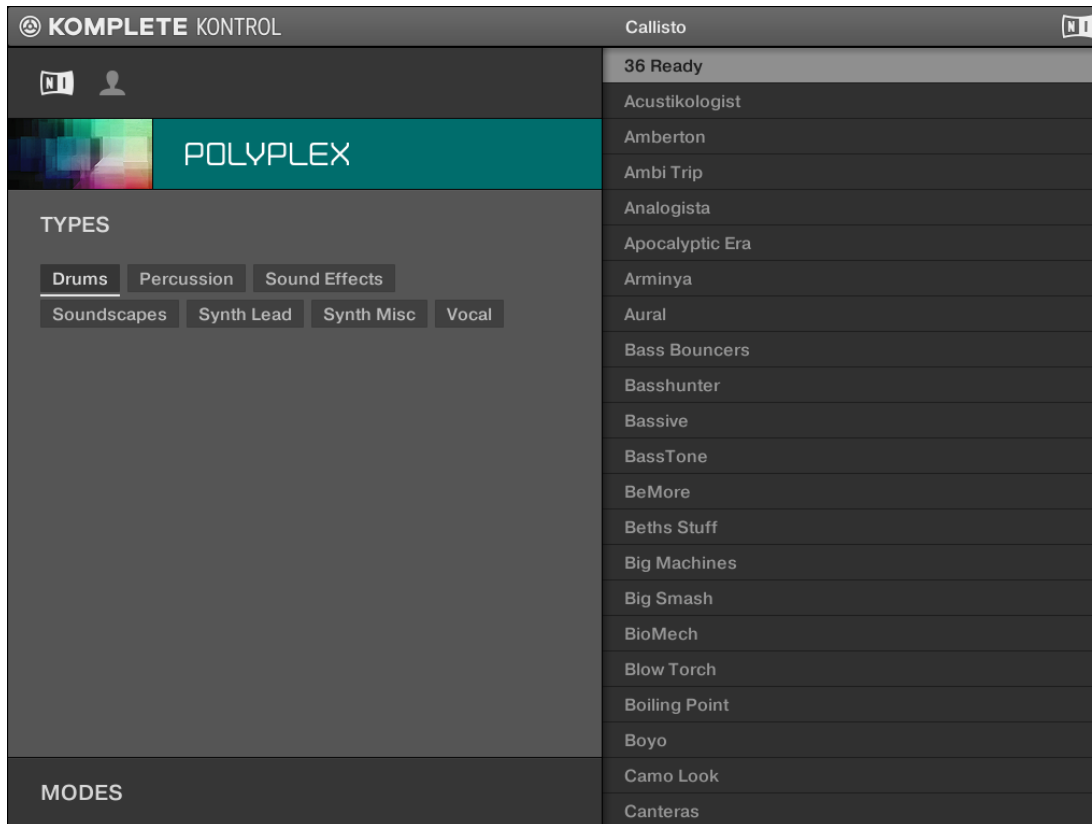 KOMPLETE KONTROL
Callisto
NI
NI
POLYPLEX
TYPES
Drums Percussion Sound Effects
Soundscapes Synth Lead Synth Misc Vocal
MODES
36 Ready
Acustikologist
Amberton
Ambi Trip
Analogista
Apocalyptic Era
Arminya
Aural
Bass Bouncers
Basshunter
Bassive
BassTone
BeMore
Beths Stuff
Big Machines
Big Smash
BioMech
Blow Torch
Boiling Point
Boyo
Camo Look
Canteras